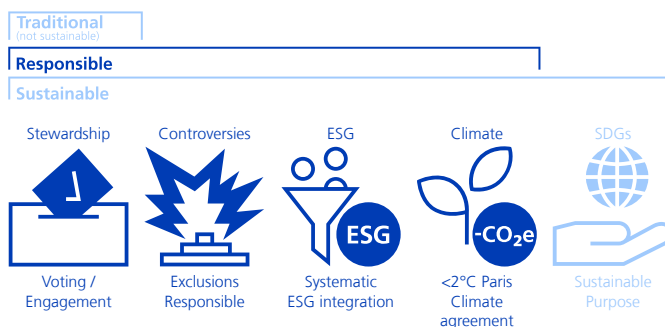 Traditional
(not sustainable)
Responsible
Sustainable
Stewardship
Controversies
ESG
Climate
SDGs
ESG
-CO₂e
Voting /
Engagement
Exclusions
Responsible
Systematic
ESG integration
<2°C Paris
Climate
agreement
Sustainable
Purpose